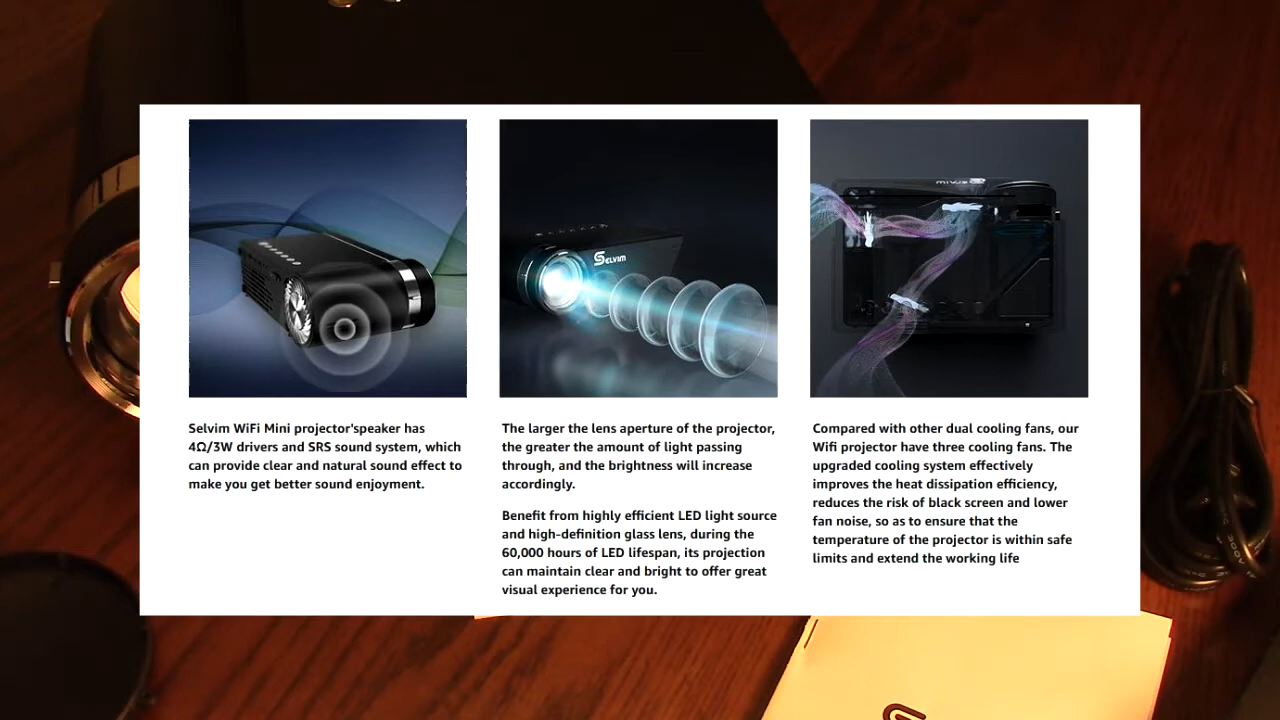 SELVIM
Selvim WiFi Mini projector'speaker has
4Ω/3W drivers and SRS sound system, which
can provide clear and natural sound effect to
make you get better sound enjoyment.
The larger the lens aperture of the projector,
the greater the amount of light passing
through, and the brightness will increase
accordingly.
Benefit from highly efficient LED light source
and high-definition glass lens, during the
60,000 hours of LED lifespan, its projection
can maintain clear and bright to offer great
visual experience for you.
Compared with other dual cooling fans, our
Wifi projector have three cooling fans. The
upgraded cooling system effectively
improves the heat dissipation efficiency,
reduces the risk of black screen and lower
fan noise, so as to ensure that the
temperature of the projector is within safe
limits and extend the working life